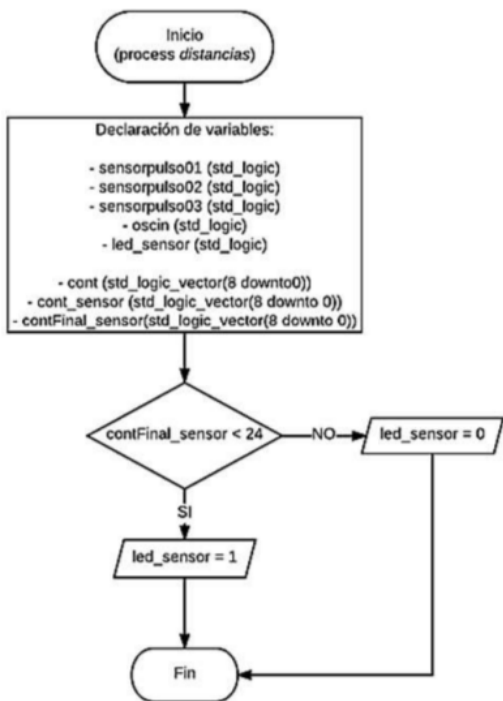 Inicio
(process distancias)
Declaración de variables:
- sensorpulso01 (std_logic)
- sensorpulso02 (std_logic)
- sensorpulso03 (std_logic)
- oscin (std_logic)
- led_sensor (std_logic)
- cont (std_logic_vector(8 downto0))
- cont_sensor (std_logic_vector(8 downto 0))
- contFinal_sensor(std_logic_vector(8 downto 0))
contFinal_sensor < 24
NO
led_sensor = 0
SI
led_sensor = 1
Fin